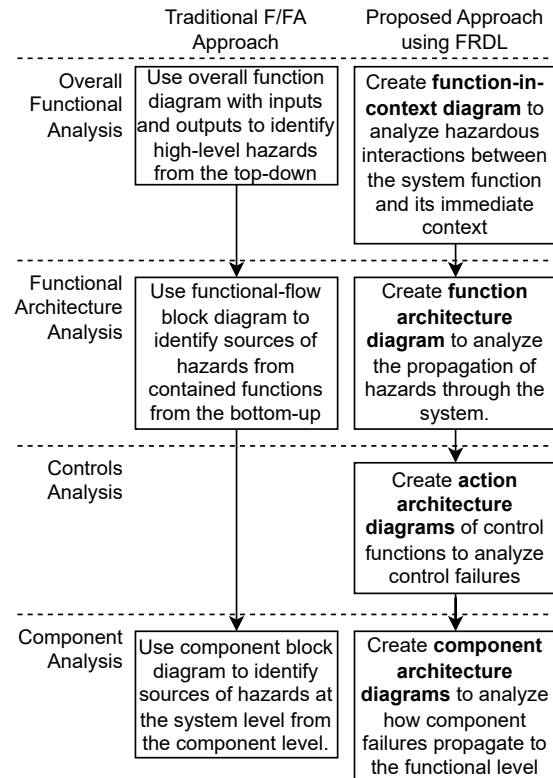 Traditional F/FA
Approach
Proposed Approach
using FRDL
Overall
Functional
Analysis
Use overall function
diagram with inputs
and outputs to identify
high-level hazards
from the top-down
Create function-in-
context diagram to
analyze hazardous
interactions between
the system function
and its immediate
context
Functional
Architecture
Analysis
Use functional-flow
block diagram to
identify sources of
hazards from
contained functions
from the bottom-up
Create function
architecture
diagram to analyze
the propagation of
hazards through the
system.
Controls
Analysis
Create action
architecture
diagrams of control
functions to analyze
control failures
Component
Analysis
Use component block
diagram to identify
sources of hazards at
the system level from
the component level.
Create component
architecture
diagrams to analyze
how component
failures propagate to
the functional level